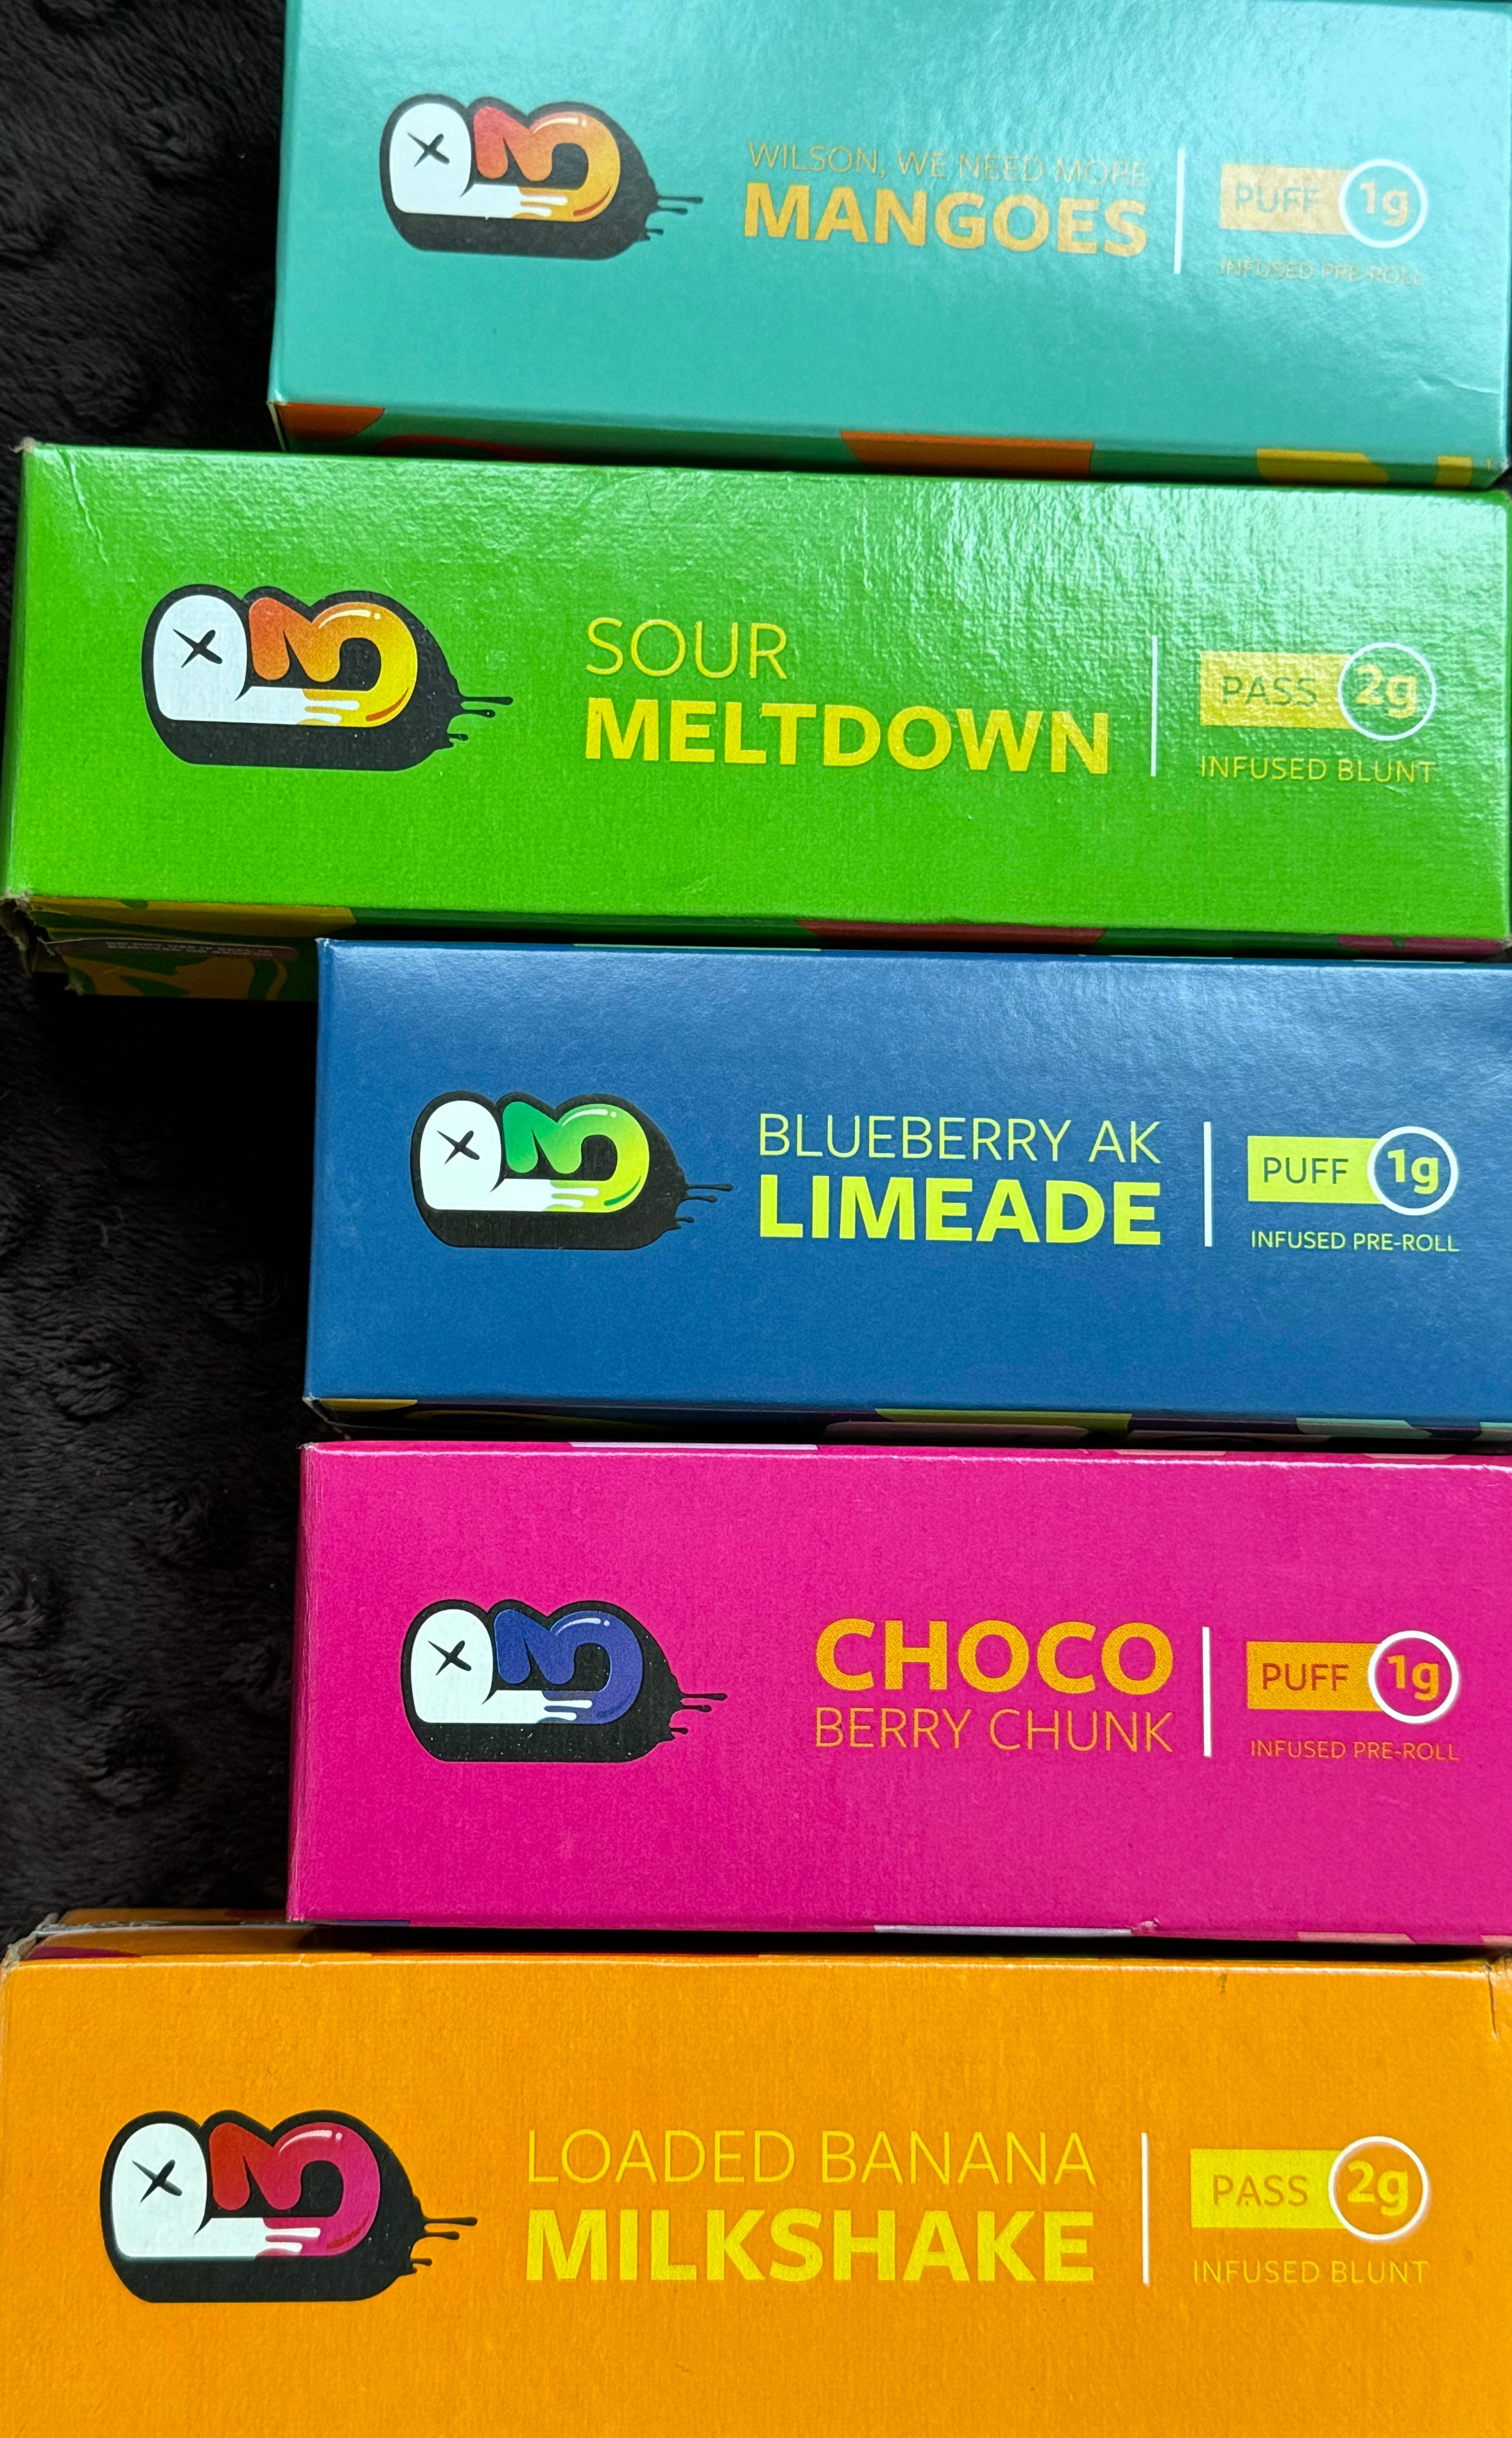 WILSON, WE NEED MORE
MANGOES
PUFF 1g
INFUSED PRE-ROLL
SOUR
MELTDOWN
PASS 2g
INFUSED BLUNT
BLUEBERRY AK
LIMEADE
PUFF 1g
INFUSED PRE-ROLL
CHOCO
BERRY CHUNK
PUFF 1g
INFUSED PRE-ROLL
LOADED BANANA
MILKSHAKE
PASS 2g
INFUSED BLUNT